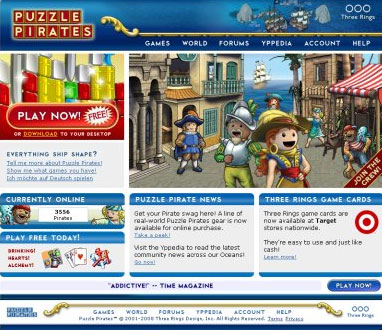 PUZZLE
PIRATES
Three Rings
GAMES WORLD FORUMS YPPEDIA ACCOUNT HELP
PLAY NOW! FREE!
OR DOWNLOAD TO YOUR DESKTOP
EVERYTHING SHIP SHAPE?
Tell me more about Puzzle Pirates!
Show me what games you have!
Ich möchte auf Deutsch spielen
JOIN THE CREW!
CURRENTLY ONLINE
3556
Pirates
PLAY FREE TODAY!
DRINKING!
HEARTS!
ALCHEMY!
PUZZLE PIRATE NEWS
Get your Pirate swag here! A line of
real-world Puzzle Pirates gear is now
available for online purchase.
Take a peek!
Visit the Yppedia to read the latest
community news across our Oceans!
Go now!
THREE RINGS GAME CARDS
Three Rings game cards are
now available at Target
stores nationwide.
They're easy to use and just like
cash!
Learn more!
"ADDICTIVE!" -- TIME MAGAZINE
PLAY NOW!
PUZZLE
PIRATES
GAMES WORLD FORUMS YPPEDIA ACCOUNT HELP
Puzzle Pirates™ © 2001-2008 Three Rings Design, Inc. All Rights Reserved. Terms Privacy
Three Rings